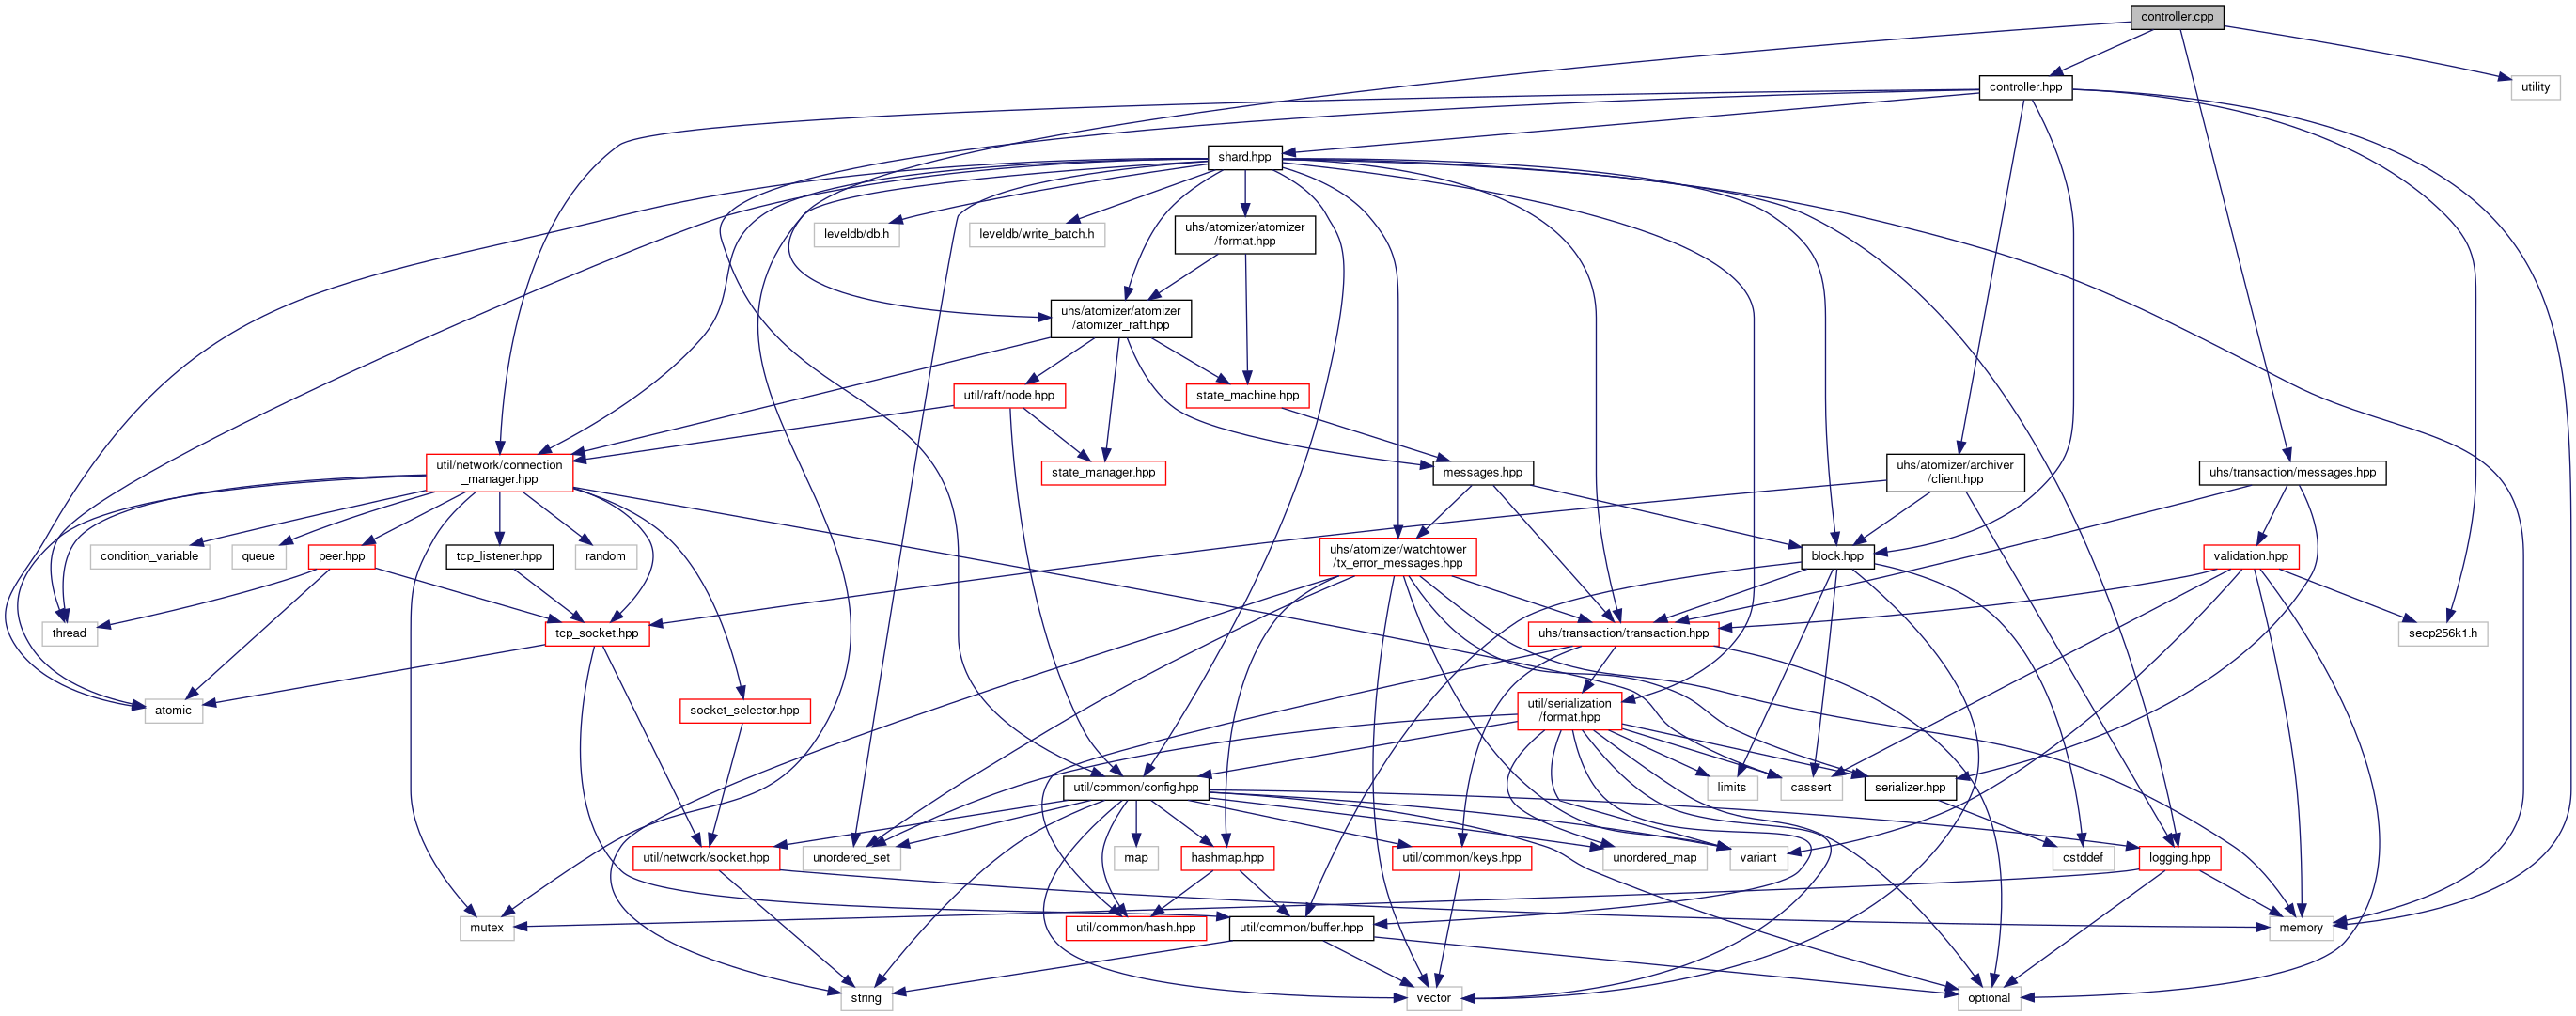 controller.cpp
controller.hpp
utility
shard.hpp
leveldb/db.h
leveldb/write_batch.h
uhs/atomizer/atomizer
/format.hpp
uhs/atomizer/atomizer
/atomizer_raft.hpp
util/raft/node.hpp
state_machine.hpp
util/network/connection
_manager.hpp
state_manager.hpp
messages.hpp
uhs/atomizer/archiver
/client.hpp
uhs/transaction/messages.hpp
condition_variable
queue
peer.hpp
tcp_listener.hpp
random
uhs/atomizer/watchtower
/tx_error_messages.hpp
block.hpp
validation.hpp
thread
tcp_socket.hpp
uhs/transaction/transaction.hpp
secp256k1.h
atomic
socket_selector.hpp
util/serialization
/format.hpp
util/common/config.hpp
limits
cassert
serializer.hpp
util/network/socket.hpp
unordered_set
map
hashmap.hpp
util/common/keys.hpp
unordered_map
variant
cstddef
logging.hpp
mutex
util/common/hash.hpp
util/common/buffer.hpp
memory
string
vector
optional